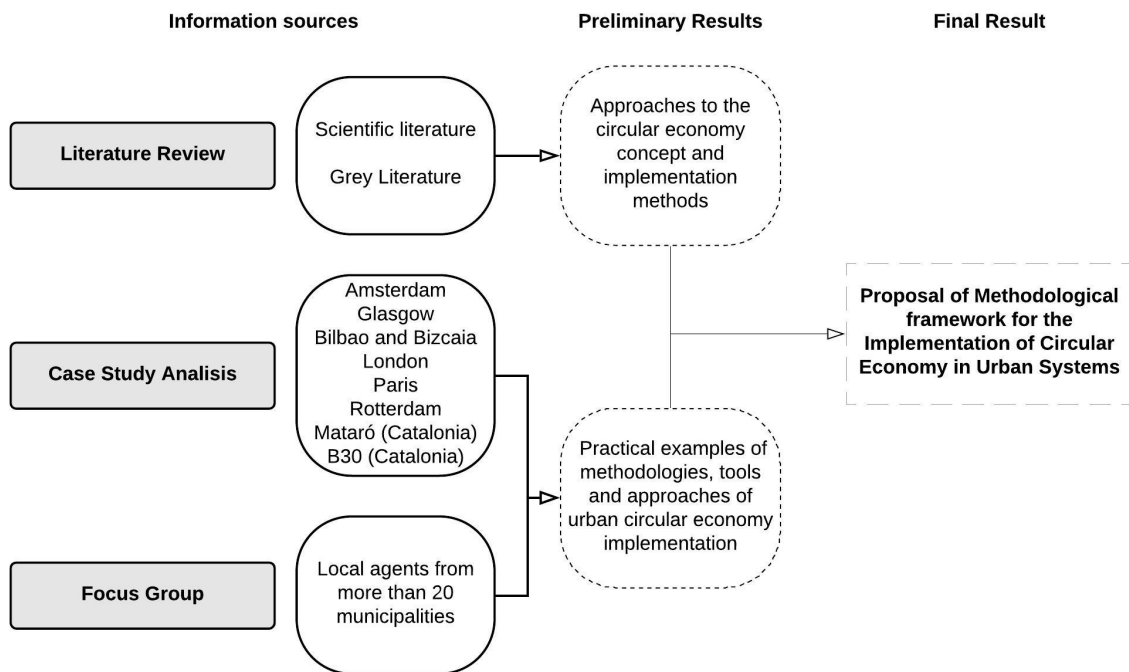 Information sources
Preliminary Results
Final Result
Literature Review
Scientific literature
Grey Literature
Approaches to the
circular economy
concept and
implementation
methods
Case Study Analisis
Amsterdam
Glasgow
Bilbao and Bizcaia
London
Paris
Rotterdam
Mataró (Catalonia)
B30 (Catalonia)
Proposal of Methodological
framework for the
Implementation of Circular
Economy in Urban Systems
Practical examples of
methodologies, tools
and approaches of
urban circular economy
implementation
Focus Group
Local agents from
more than 20
municipalities